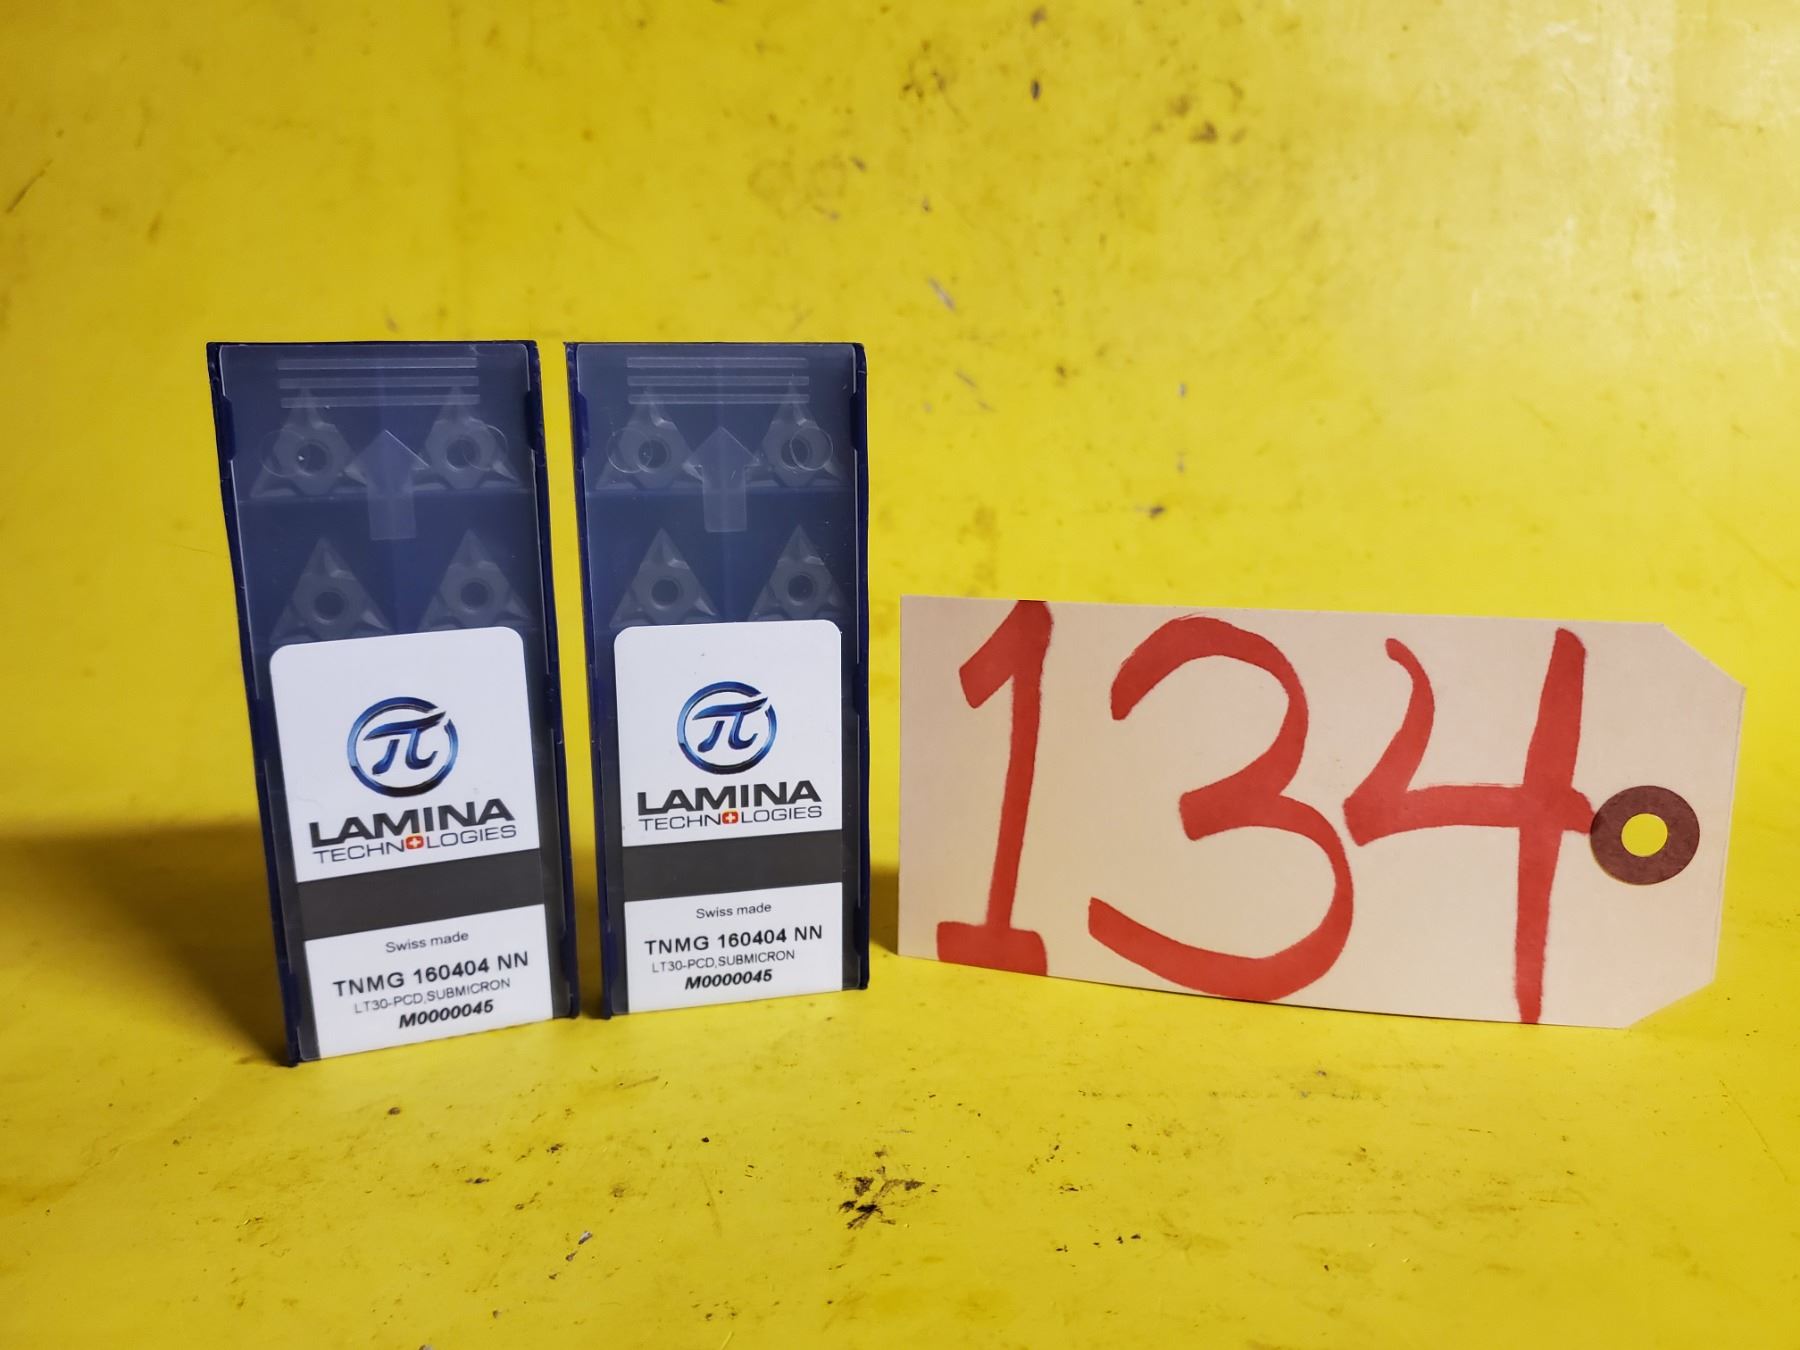 π
LAMINA
TECHNOLOGIES
Swiss made
TNMG 160404 NN
LT30-PCD,SUBMICRON
M0000045
π
LAMINA
TECHNOLOGIES
Swiss made
TNMG 160404 NN
LT30-PCD,SUBMICRON
M0000045
134